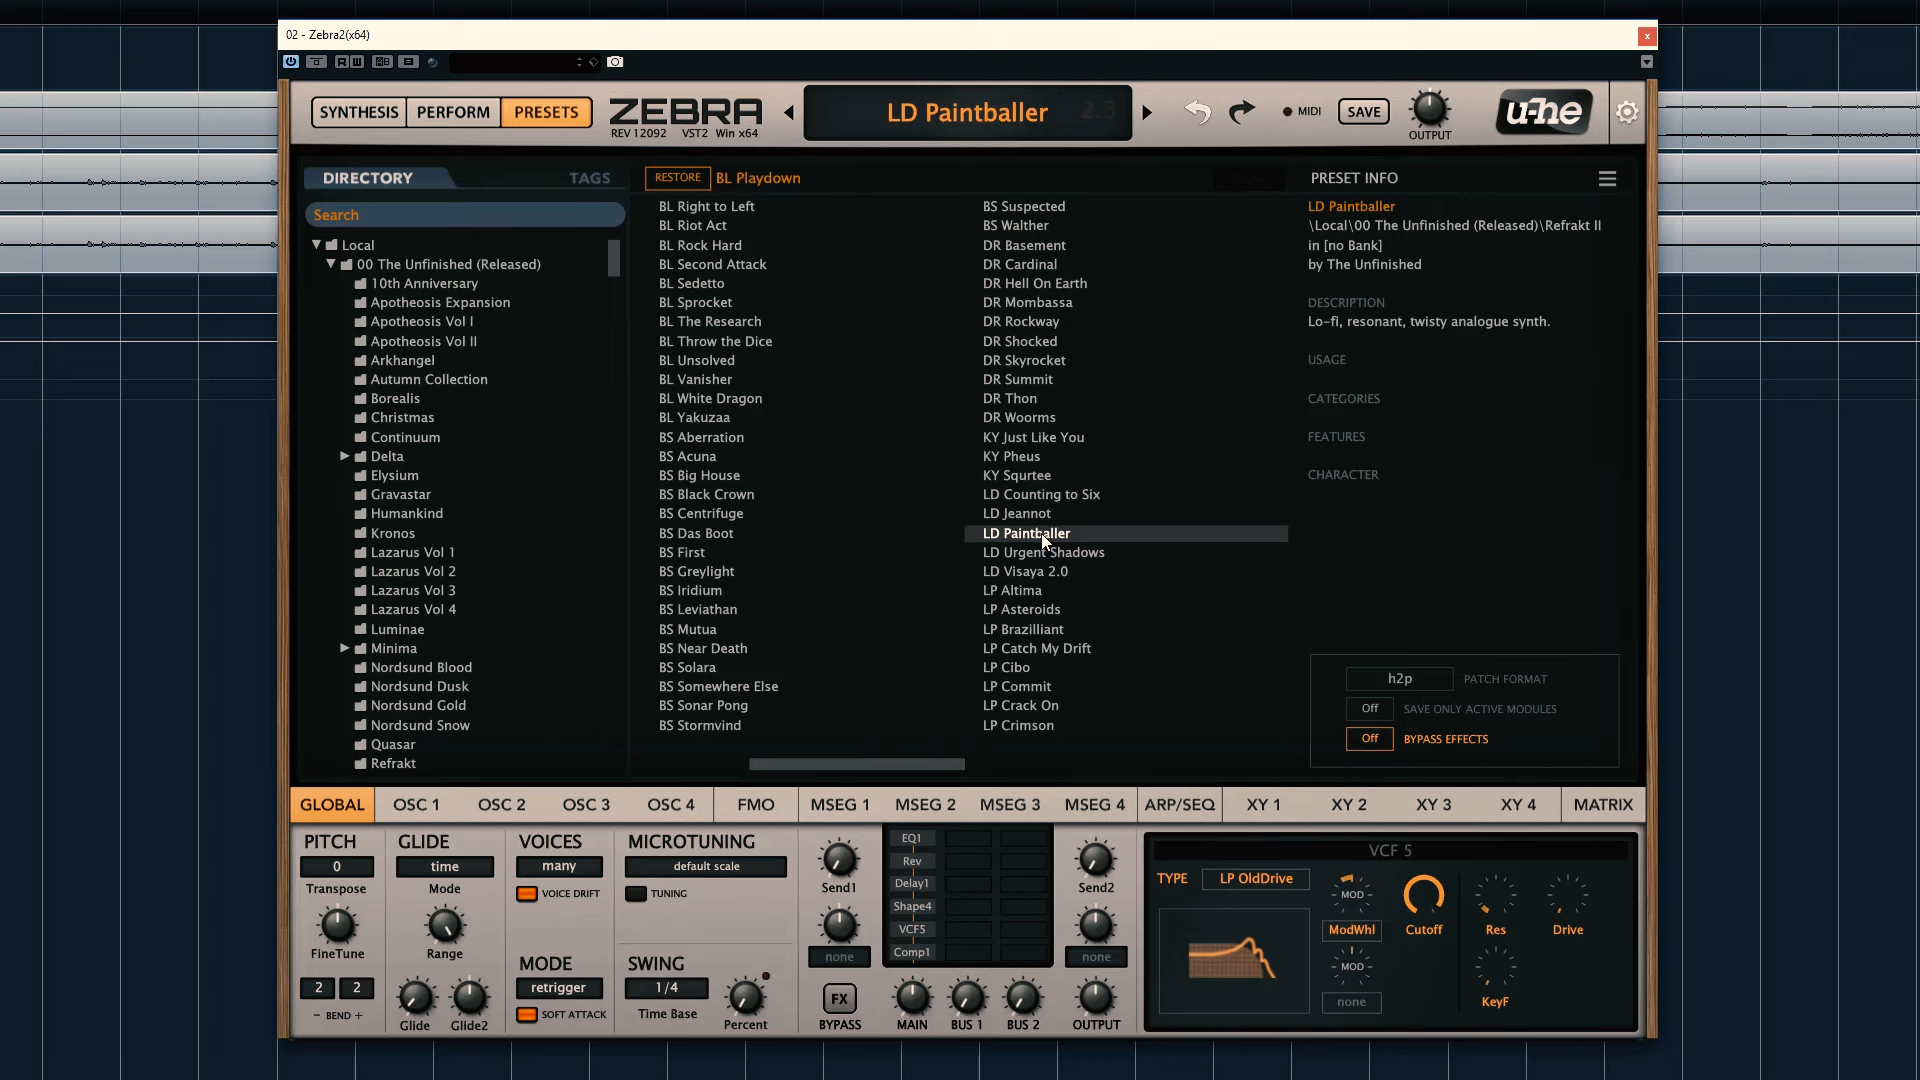 02 - Zebra2(x64)
x
R W
SYNTHESIS PERFORM PRESETS
ZEBRA
REV 12092 VST2 Win x64
LD Paintballer 2.3
MIDI
SAVE
OUTPUT
u-he
DIRECTORY TAGS
Search
Local
00 The Unfinished (Released)
10th Anniversary
Apotheosis Expansion
Apotheosis Vol I
Apotheosis Vol II
Arkhangel
Autumn Collection
Borealis
Christmas
Continuum
Delta
Elysium
Gravastar
Humankind
Kronos
Lazarus Vol 1
Lazarus Vol 2
Lazarus Vol 3
Lazarus Vol 4
Luminae
Minima
Nordsund Blood
Nordsund Dusk
Nordsund Gold
Nordsund Snow
Quasar
Refrakt
RESTORE BL Playdown
BL Right to Left
BL Riot Act
BL Rock Hard
BL Second Attack
BL Sedetto
BL Sprocket
BL The Research
BL Throw the Dice
BL Unsolved
BL Vanisher
BL White Dragon
BL Yakuzaa
BS Aberration
BS Acuna
BS Big House
BS Black Crown
BS Centrifuge
BS Das Boot
BS First
BS Greylight
BS Iridium
BS Leviathan
BS Mutua
BS Near Death
BS Solara
BS Somewhere Else
BS Sonar Pong
BS Stormvind
BS Suspected
BS Walther
DR Basement
DR Cardinal
DR Hell On Earth
DR Mombassa
DR Rockway
DR Shocked
DR Skyrocket
DR Summit
DR Thon
DR Woorms
KY Just Like You
KY Pheus
KY Squrtee
LD Counting to Six
LD Jeannot
LD Paintballer
LD Urgent Shadows
LD Visaya 2.0
LP Altima
LP Asteroids
LP Brazilliant
LP Catch My Drift
LP Cibo
LP Commit
LP Crack On
LP Crimson
PRESET INFO
LD Paintballer
\Local\00 The Unfinished (Released)\Refrakt II
in [no Bank]
by The Unfinished
DESCRIPTION
Lo-fi, resonant, twisty analogue synth.
USAGE
CATEGORIES
FEATURES
CHARACTER
h2p PATCH FORMAT
Off SAVE ONLY ACTIVE MODULES
Off BYPASS EFFECTS
GLOBAL OSC 1 OSC 2 OSC 3 OSC 4 FMO MSEG 1 MSEG 2 MSEG 3 MSEG 4 ARP/SEQ XY 1 XY 2 XY 3 XY 4 MATRIX
PITCH
0
Transpose
FineTune
2 2
- BEND +
GLIDE
time
Mode
Range
Glide Glide2
VOICES
many
VOICE DRIFT
MODE
retrigger
SOFT ATTACK
MICROTUNING
default scale
TUNING
SWING
1/4
Time Base
Percent
Send1
none
FX
BYPASS
EQ1
Rev
Delay1
Shape4
VCF5
Comp1
MAIN BUS 1 BUS 2
Send2
none
OUTPUT
VCF 5
TYPE LP OldDrive
MOD
ModWhl
MOD
none
Cutoff
Res
Drive
KeyF